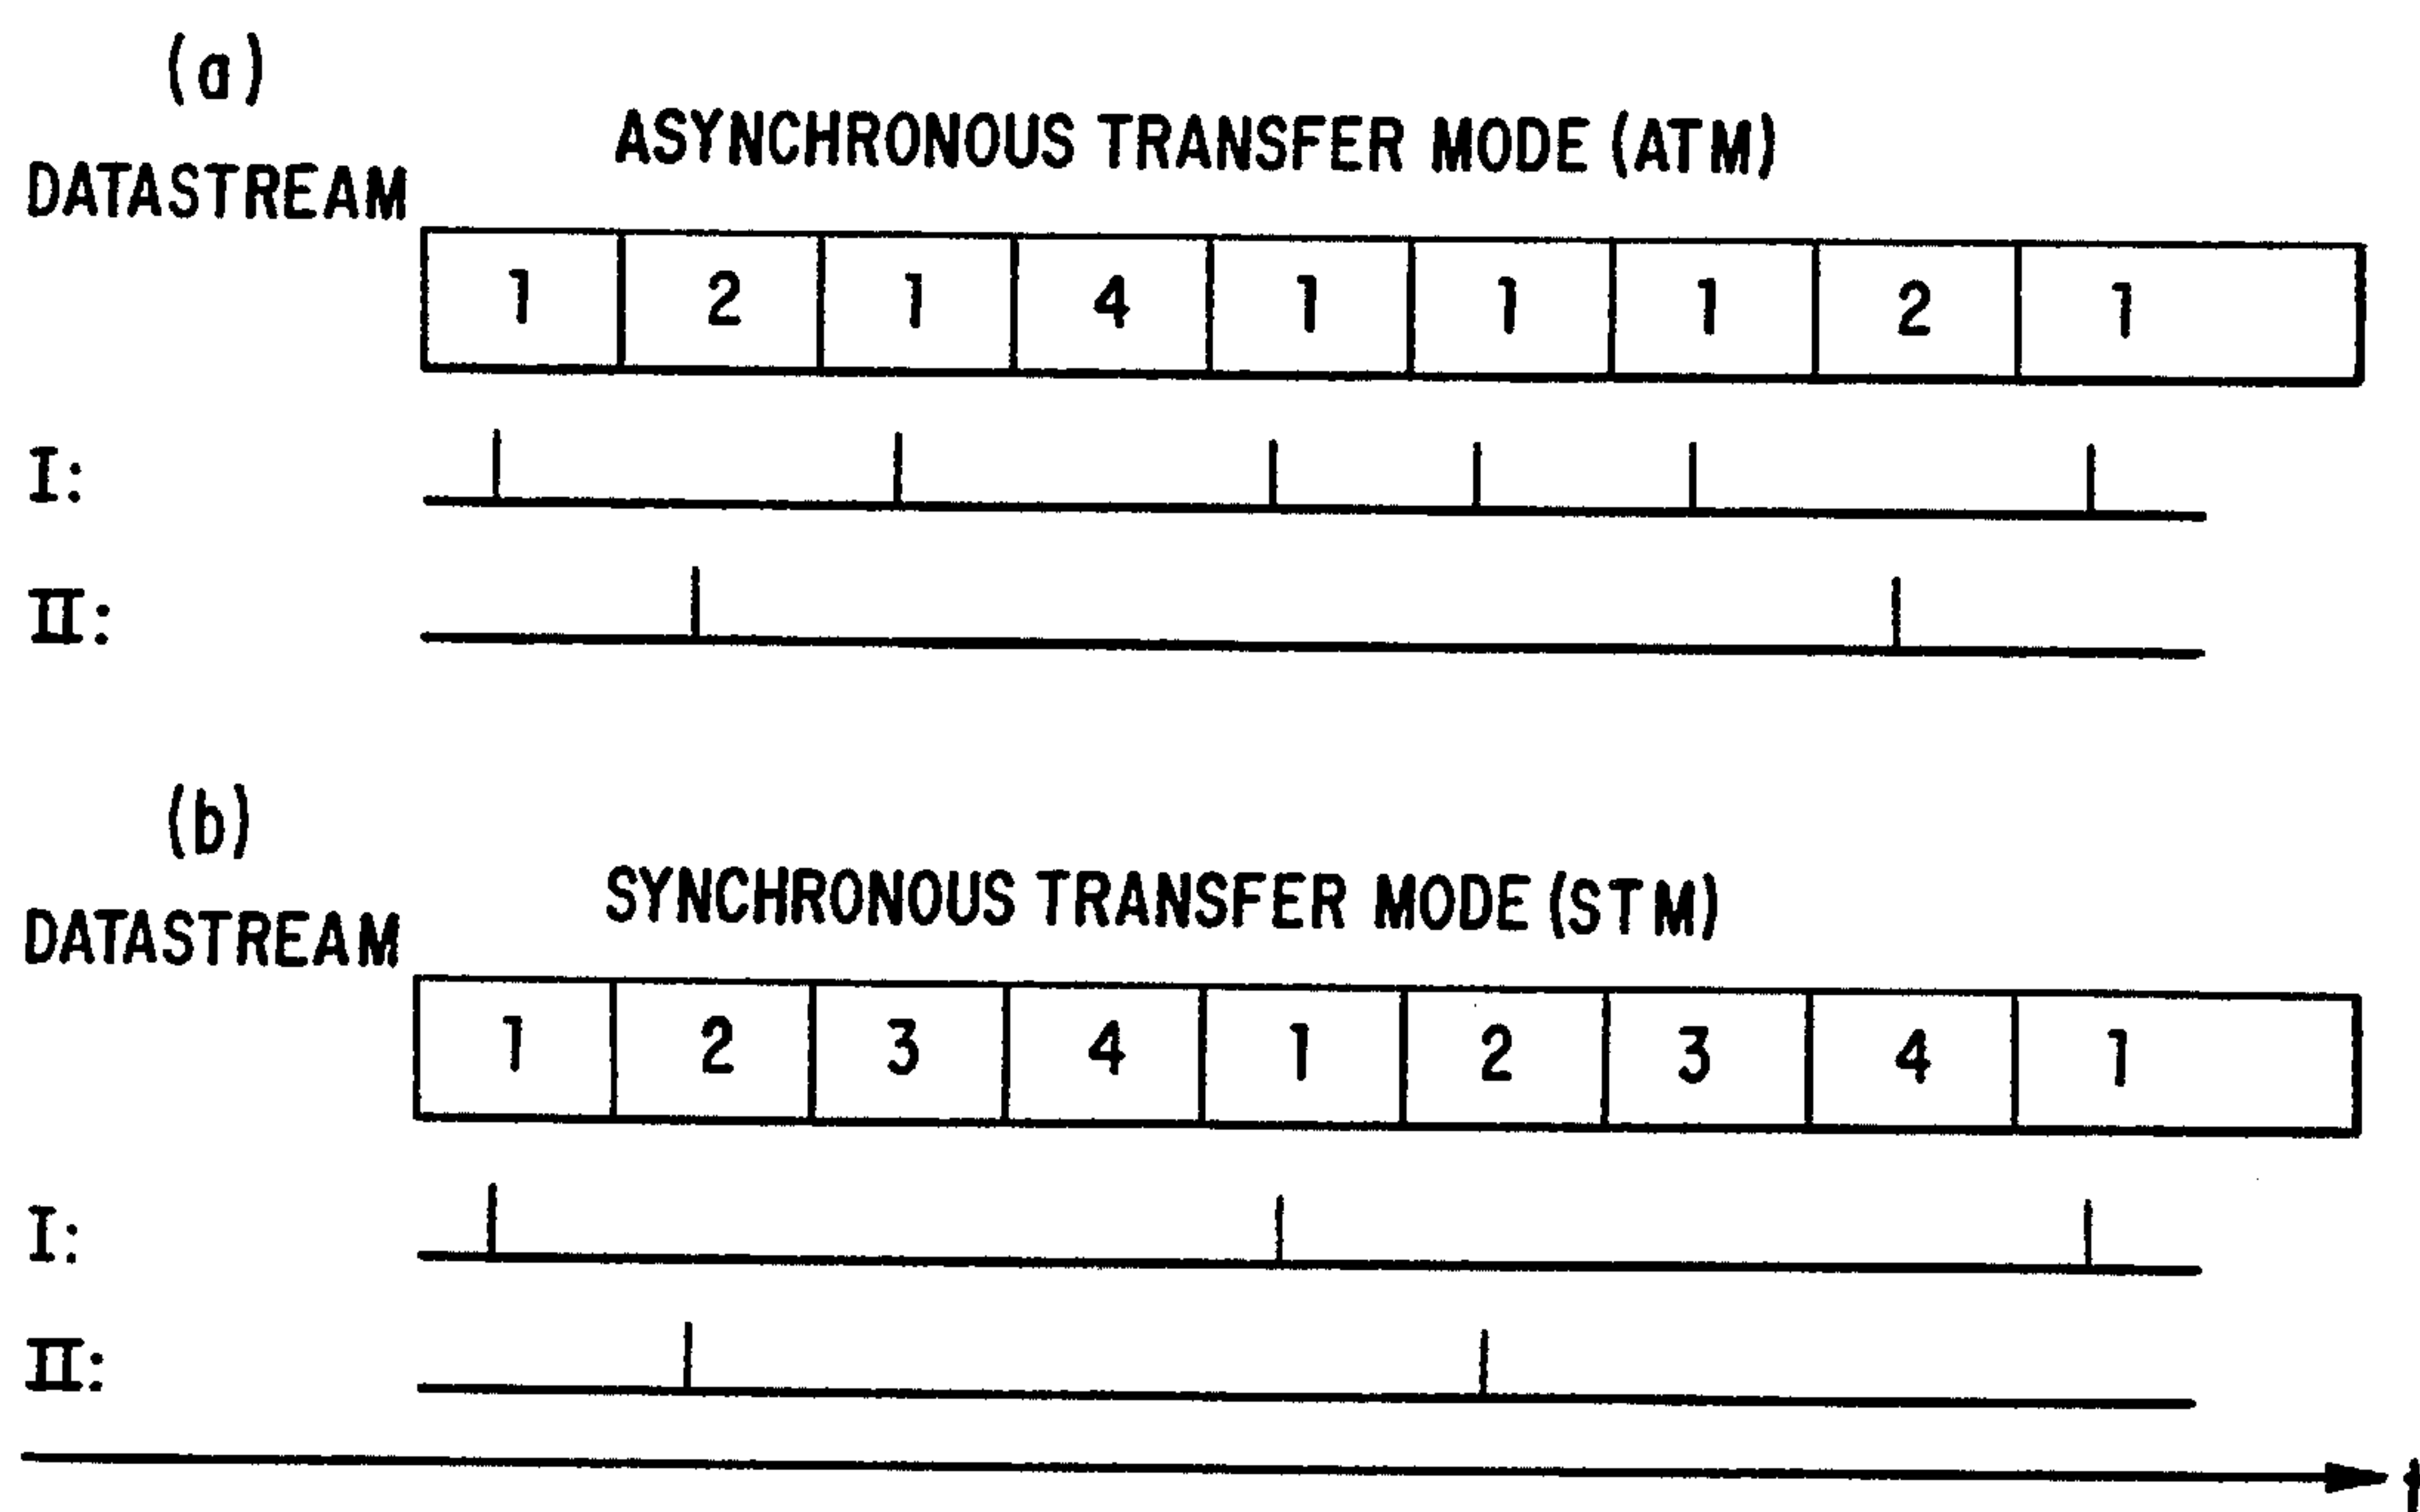 (a)
ASYNCHRONOUS TRANSFER MODE (ATM)
DATASTREAM
1 2 1 4 1 1 1 2 1
I:
II:
(b)
SYNCHRONOUS TRANSFER MODE (STM)
DATASTREAM
1 2 3 4 1 2 3 4 1
I:
II: